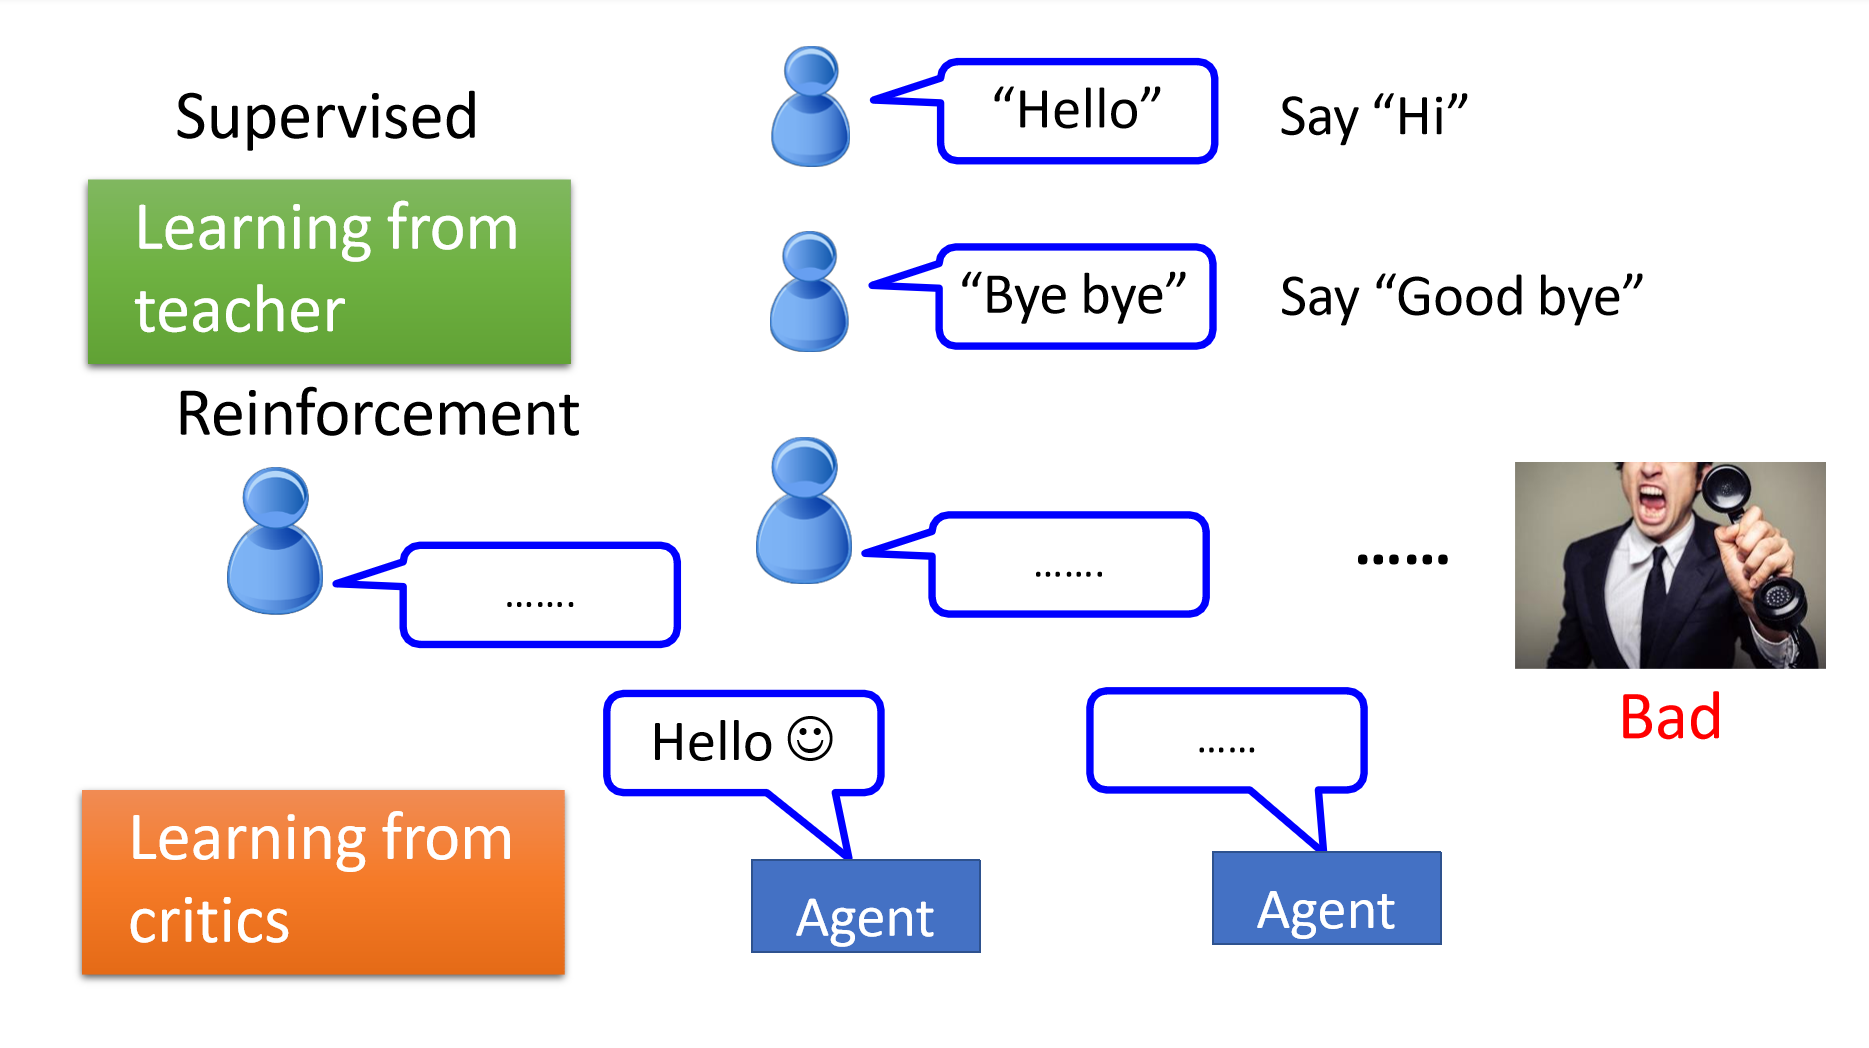 Supervised
“Hello”
Say “Hi”
Learning from
teacher
“Bye bye”
Say “Good bye”
Reinforcement
…….
…….
……
Bad
Hello ☺
……
Learning from
critics
Agent
Agent